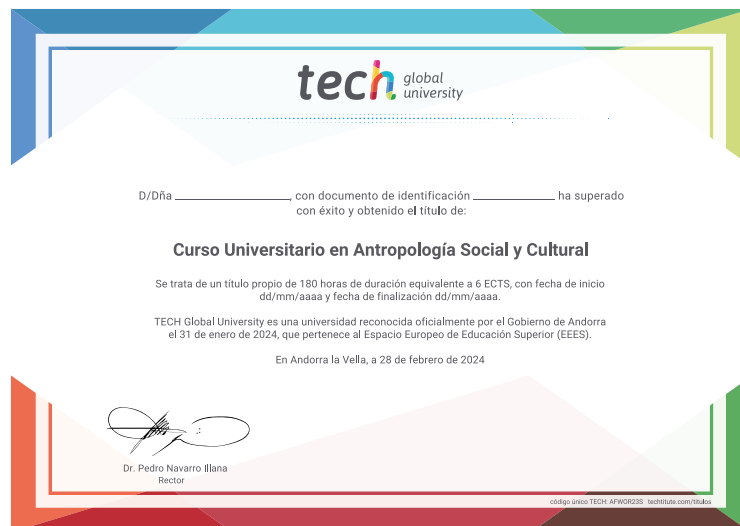 tech global university
D/Dña ____________________, con documento de identificación ______________ ha superado
con éxito y obtenido el título de:
Curso Universitario en Antropología Social y Cultural
Se trata de un título propio de 180 horas de duración equivalente a 6 ECTS, con fecha de inicio
dd/mm/aaaa y fecha de finalización dd/mm/aaaa.
TECH Global University es una universidad reconocida oficialmente por el Gobierno de Andorra
el 31 de enero de 2024, que pertenece al Espacio Europeo de Educación Superior (EEES).
En Andorra la Vella, a 28 de febrero de 2024
Dr. Pedro Navarro Illana
Rector
código único TECH: AFWOR23S techtitute.com/titulos